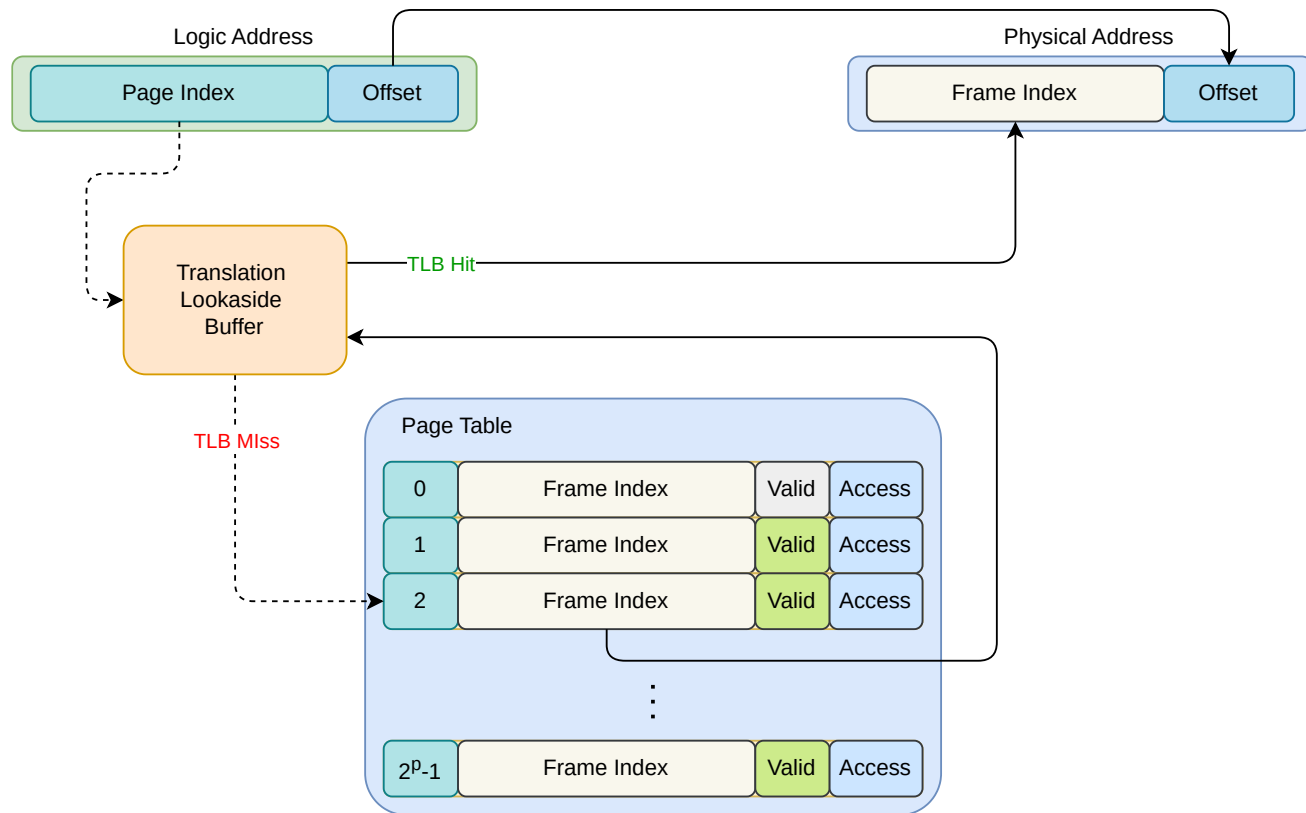 Logic Address
Physical Address
Page Index
Offset
Frame Index
Offset
Translation
Lookaside
Buffer
TLB Hit
TLB MIss
Page Table
0 Frame Index Valid Access
1 Frame Index Valid Access
2 Frame Index Valid Access
⋮
2ᵖ-1 Frame Index Valid Access